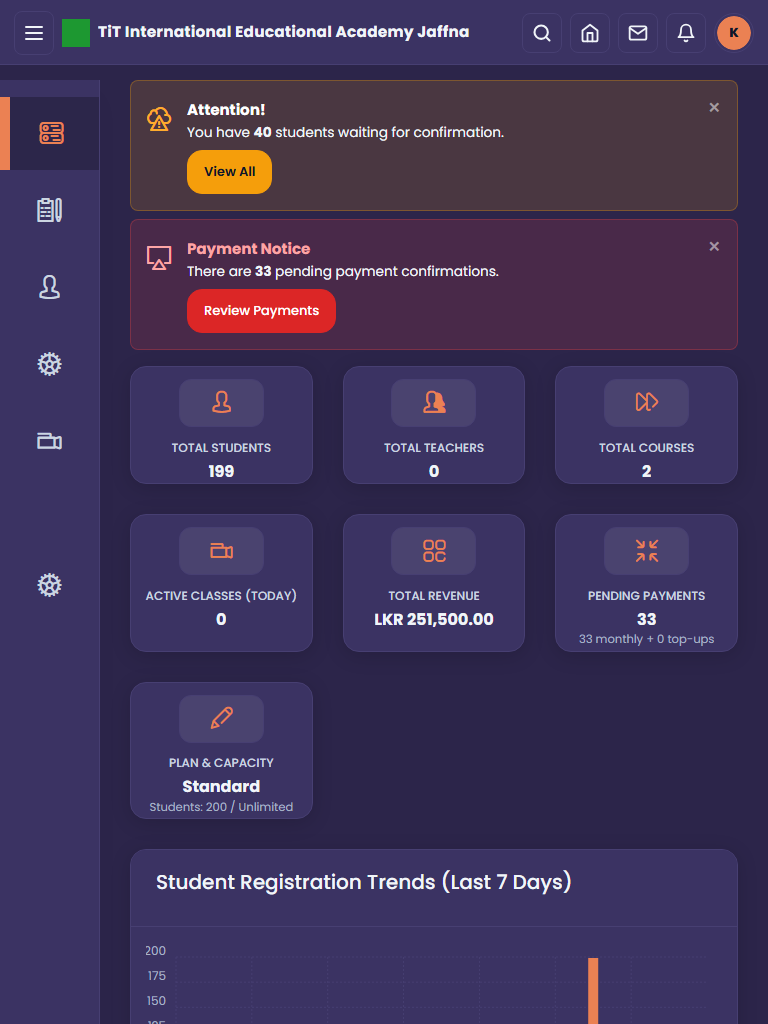 TiT International Educational Academy Jaffna
K
Attention!
You have 40 students waiting for confirmation.
View All
Payment Notice
There are 33 pending payment confirmations.
Review Payments
TOTAL STUDENTS
199
TOTAL TEACHERS
0
TOTAL COURSES
2
ACTIVE CLASSES (TODAY)
0
TOTAL REVENUE
LKR 251,500.00
PENDING PAYMENTS
33
33 monthly + 0 top-ups
PLAN & CAPACITY
Standard
Students: 200 / Unlimited
Student Registration Trends (Last 7 Days)
200
175
150